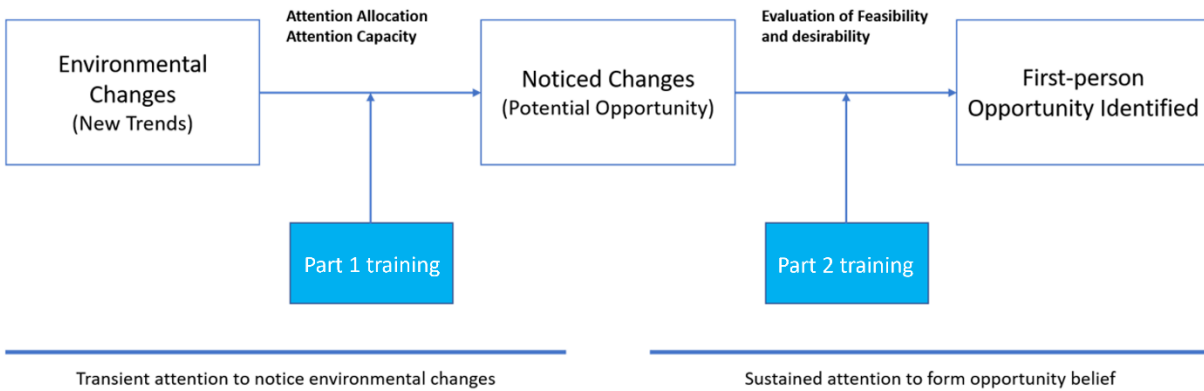 Attention Allocation
Attention Capacity
Evaluation of Feasibility
and desirability
Environmental
Changes
(New Trends)
Noticed Changes
(Potential Opportunity)
First-person
Opportunity Identified
Part 1 training
Part 2 training
Transient attention to notice environmental changes
Sustained attention to form opportunity belief